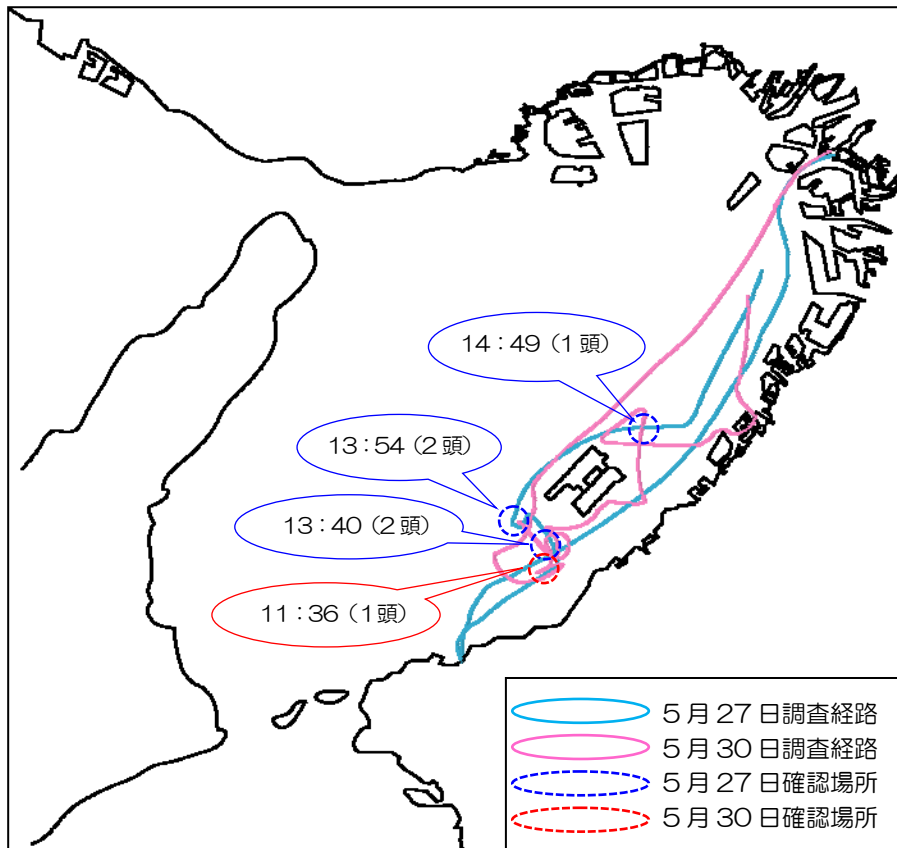 14：49（1頭）
13：54（2頭）
13：40（2頭）
11：36（1頭）
5月27日調査経路
5月30日調査経路
5月27日確認場所
5月30日確認場所